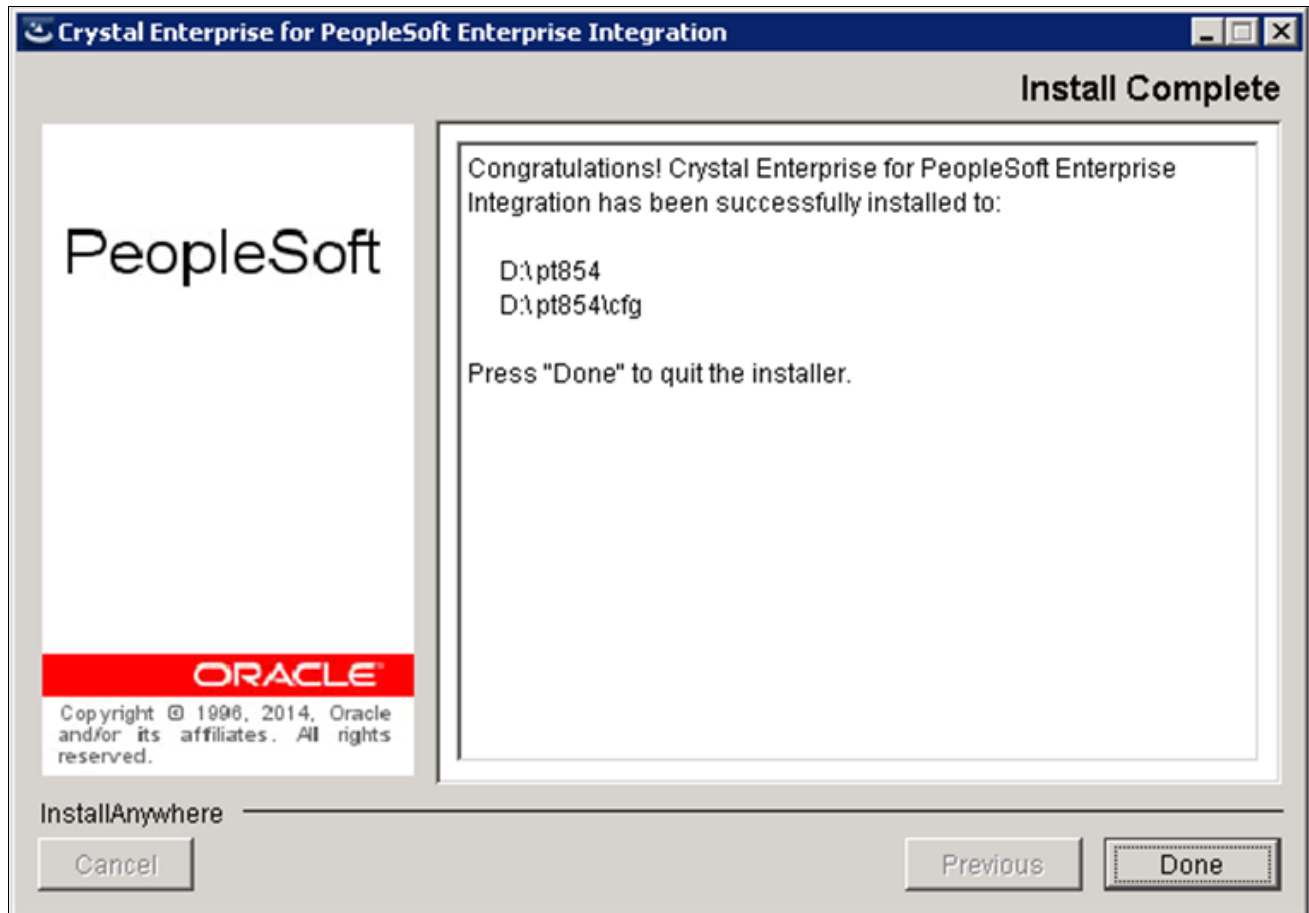 Crystal Enterprise for PeopleSoft Enterprise Integration
Install Complete
PeopleSoft
ORACLE
Copyright © 1996, 2014, Oracle
and/or its affiliates. All rights
reserved.
Congratulations! Crystal Enterprise for PeopleSoft Enterprise
Integration has been successfully installed to:
D:\pt854
D:\pt854\cfg
Press "Done" to quit the installer.
InstallAnywhere
Cancel
Previous
Done